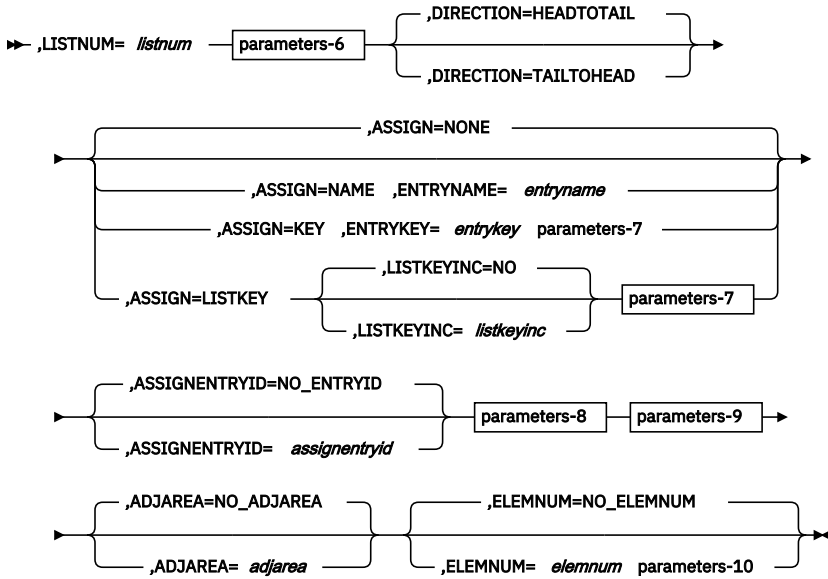 ,DIRECTION=HEADTOTAIL
,LISTNUM= listnum parameters-6
,DIRECTION=TAILTOHEAD
,ASSIGN=NONE
,ASSIGN=NAME ,ENTRYNAME= entryname
,ASSIGN=KEY ,ENTRYKEY= entrykey parameters-7
,LISTKEYINC=NO
,ASSIGN=LISTKEY parameters-7
,LISTKEYINC= listkeyinc
,ASSIGNENTRYID=NO_ENTRYID
parameters-8 parameters-9
,ASSIGNENTRYID= assignentryid
,ADJAREA=NO_ADJAREA ,ELEMNUM=NO_ELEMNUM
,ADJAREA= adjarea ,ELEMNUM= elemnum parameters-10